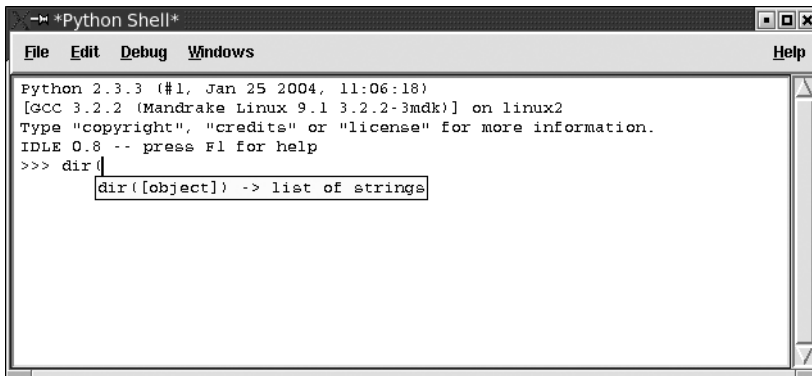 *Python Shell*
File Edit Debug Windows Help
Python 2.3.3 (#1, Jan 25 2004, 11:06:18)
[GCC 3.2.2 (Mandrake Linux 9.1 3.2.2-3mdk)] on linux2
Type "copyright", "credits" or "license" for more information.
IDLE 0.8 -- press F1 for help
>>> dir(
dir([object]) -> list of strings